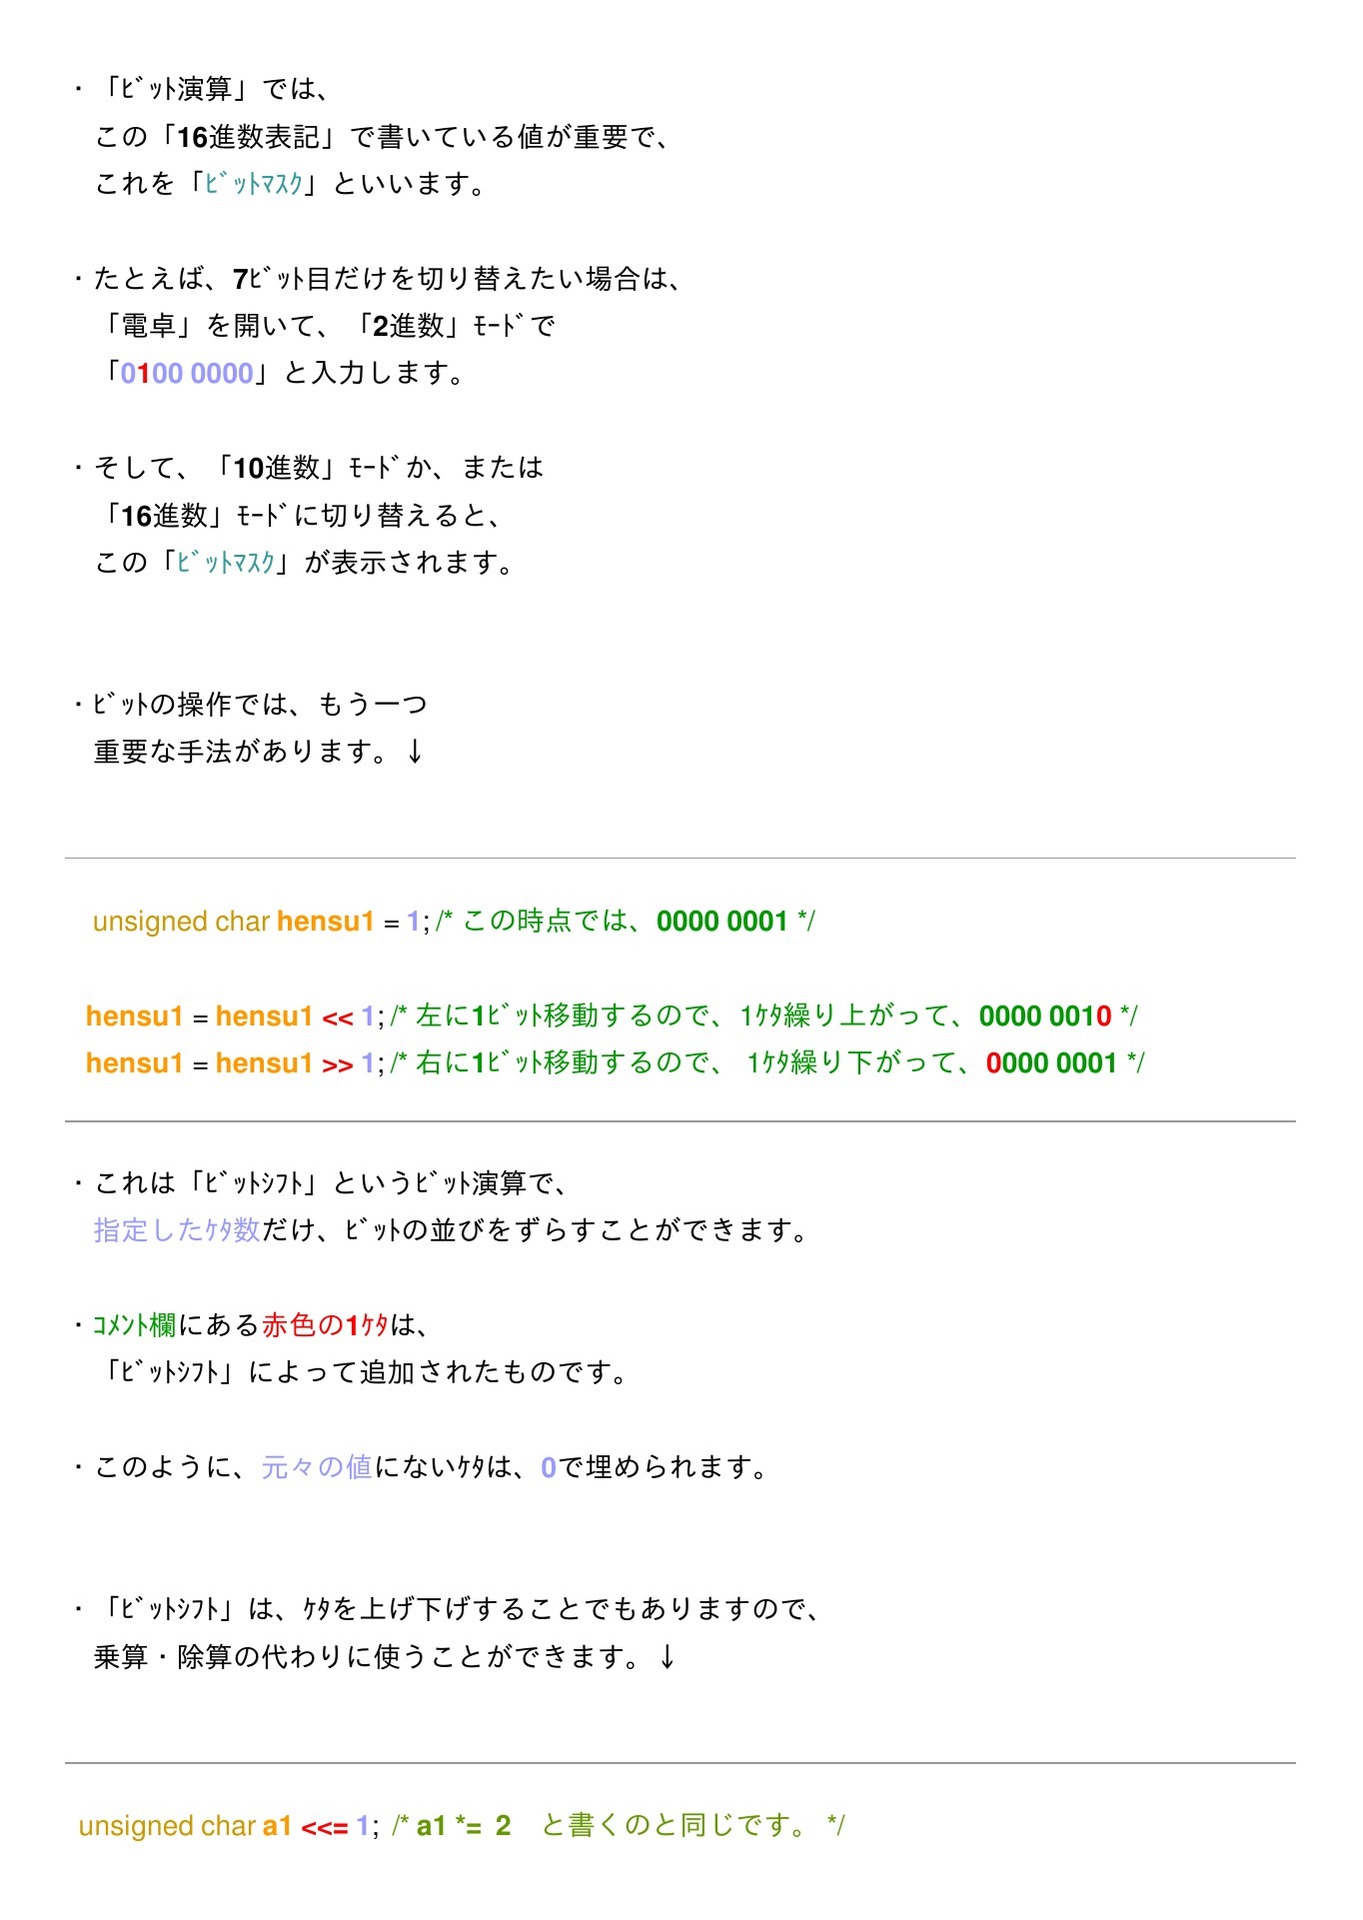 ・「ﾋﾞｯﾄ演算」では、
この「16進数表記」で書いている値が重要で、
これを「ﾋﾞｯﾄﾏｽｸ」といいます。
・たとえば、7ﾋﾞｯﾄ目だけを切り替えたい場合は、
「電卓」を開いて、「2進数」ﾓｰﾄﾞで
「0100 0000」と入力します。
・そして、「10進数」ﾓｰﾄﾞか、または
「16進数」ﾓｰﾄﾞに切り替えると、
この「ﾋﾞｯﾄﾏｽｸ」が表示されます。
・ﾋﾞｯﾄの操作では、もう一つ
重要な手法があります。↓
unsigned char hensu1 = 1; /* この時点では、0000 0001 */
hensu1 = hensu1 << 1; /* 左に1ﾋﾞｯﾄ移動するので、1ｹﾀ繰り上がって、0000 0010 */
hensu1 = hensu1 >> 1; /* 右に1ﾋﾞｯﾄ移動するので、 1ｹﾀ繰り下がって、0000 0001 */
・これは「ﾋﾞｯﾄｼﾌﾄ」というﾋﾞｯﾄ演算で、
指定したｹﾀ数だけ、ﾋﾞｯﾄの並びをずらすことができます。
・ｺﾒﾝﾄ欄にある赤色の1ｹﾀは、
「ﾋﾞｯﾄｼﾌﾄ」によって追加されたものです。
・このように、元々の値にないｹﾀは、0で埋められます。
・「ﾋﾞｯﾄｼﾌﾄ」は、ｹﾀを上げ下げすることでもありますので、
乗算・除算の代わりに使うことができます。↓
unsigned char a1 <<= 1; /* a1 *= 2　と書くのと同じです。 */